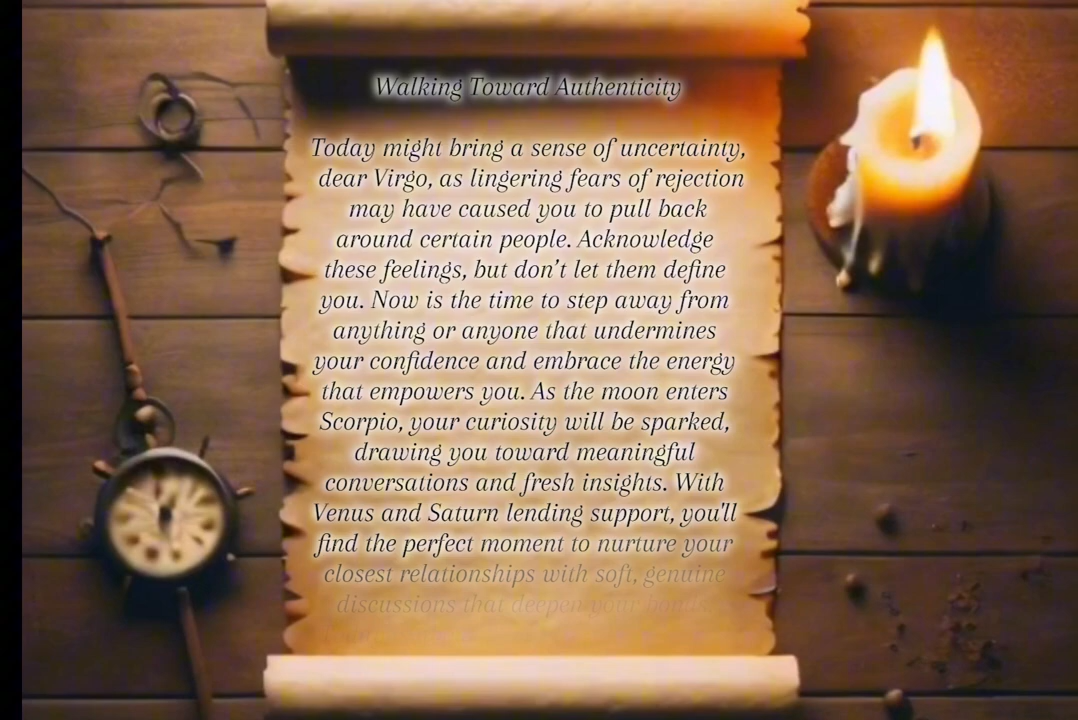 Walking Toward Authenticity
Today might bring a sense of uncertainty,
dear Virgo, as lingering fears of rejection
may have caused you to pull back
around certain people. Acknowledge
these feelings, but don’t let them define
you. Now is the time to step away from
anything or anyone that undermines
your confidence and embrace the energy
that empowers you. As the moon enters
Scorpio, your curiosity will be sparked,
drawing you toward meaningful
conversations and fresh insights. With
Venus and Saturn lending support, you'll
find the perfect moment to nurture your
closest relationships with soft, genuine
discussions that deepen your bonds.